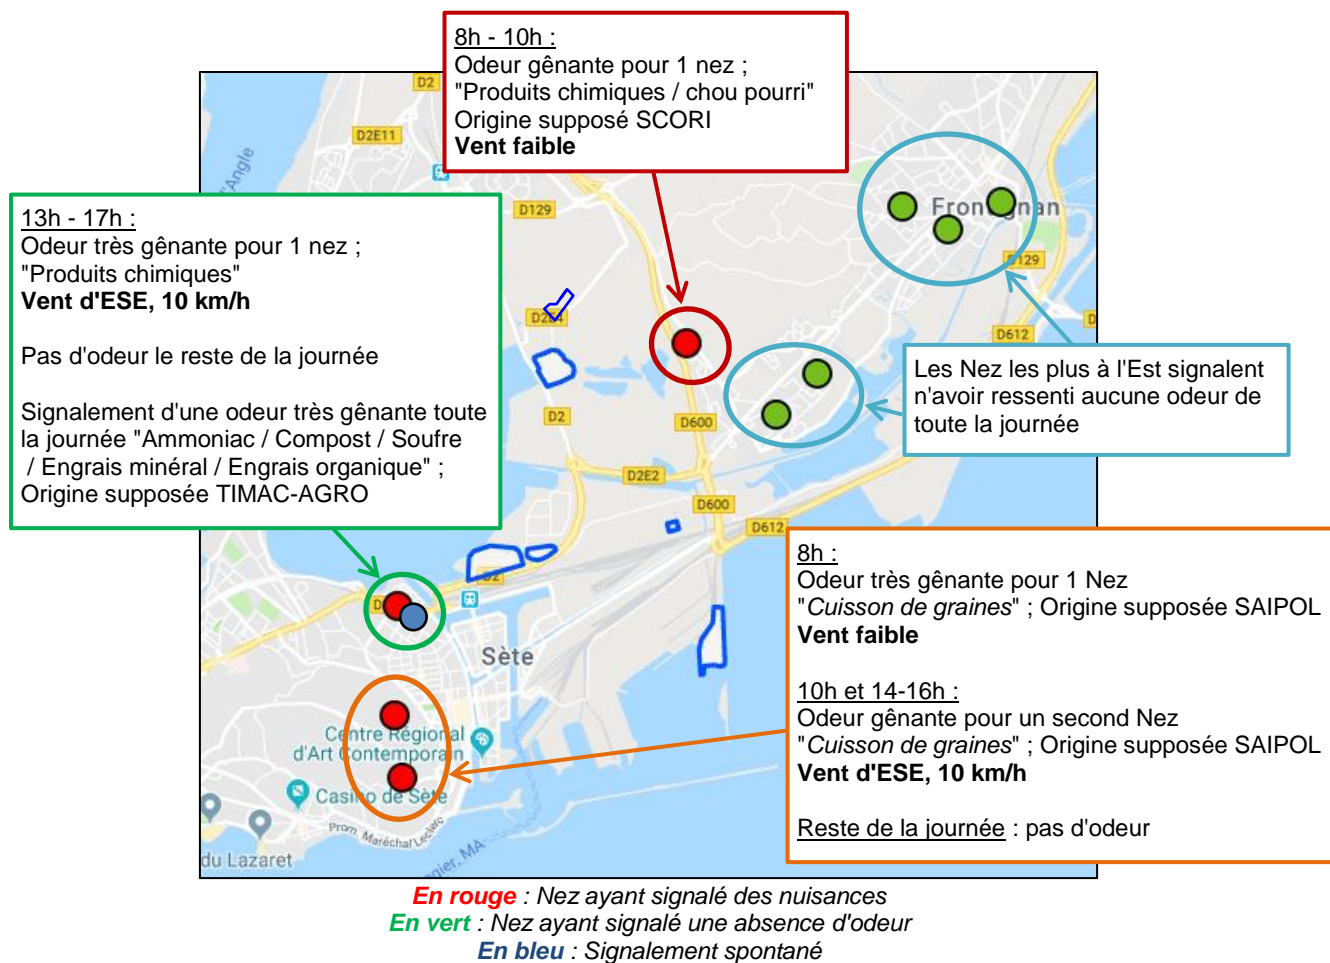 8h - 10h :
Odeur gênante pour 1 nez ;
"Produits chimiques / chou pourri"
Origine supposé SCORI
Vent faible
D2
D2E11
d'Angle
13h - 17h :
Odeur très gênante pour 1 nez ;
"Produits chimiques"
Vent d'ESE, 10 km/h
Pas d'odeur le reste de la journée
Signalement d'une odeur très gênante toute
la journée "Ammoniac / Compost / Soufre
/ Engrais minéral / Engrais organique" ;
Origine supposée TIMAC-AGRO
D129
D129
D612
D2
D600
D2E2
D600
D612
D2
Les Nez les plus à l'Est signalent
n'avoir ressenti aucune odeur de
toute la journée
8h :
Odeur très gênante pour 1 Nez
"Cuisson de graines" ; Origine supposée SAIPOL
Vent faible
10h et 14-16h :
Odeur gênante pour un second Nez
"Cuisson de graines" ; Origine supposée SAIPOL
Vent d'ESE, 10 km/h
Reste de la journée : pas d'odeur
Sète
Centre Régional
d'Art Contemporain
Casino de Sète
Prom. Maréchal Leclerc
du Lazaret
En rouge : Nez ayant signalé des nuisances
En vert : Nez ayant signalé une absence d'odeur
En bleu : Signalement spontané